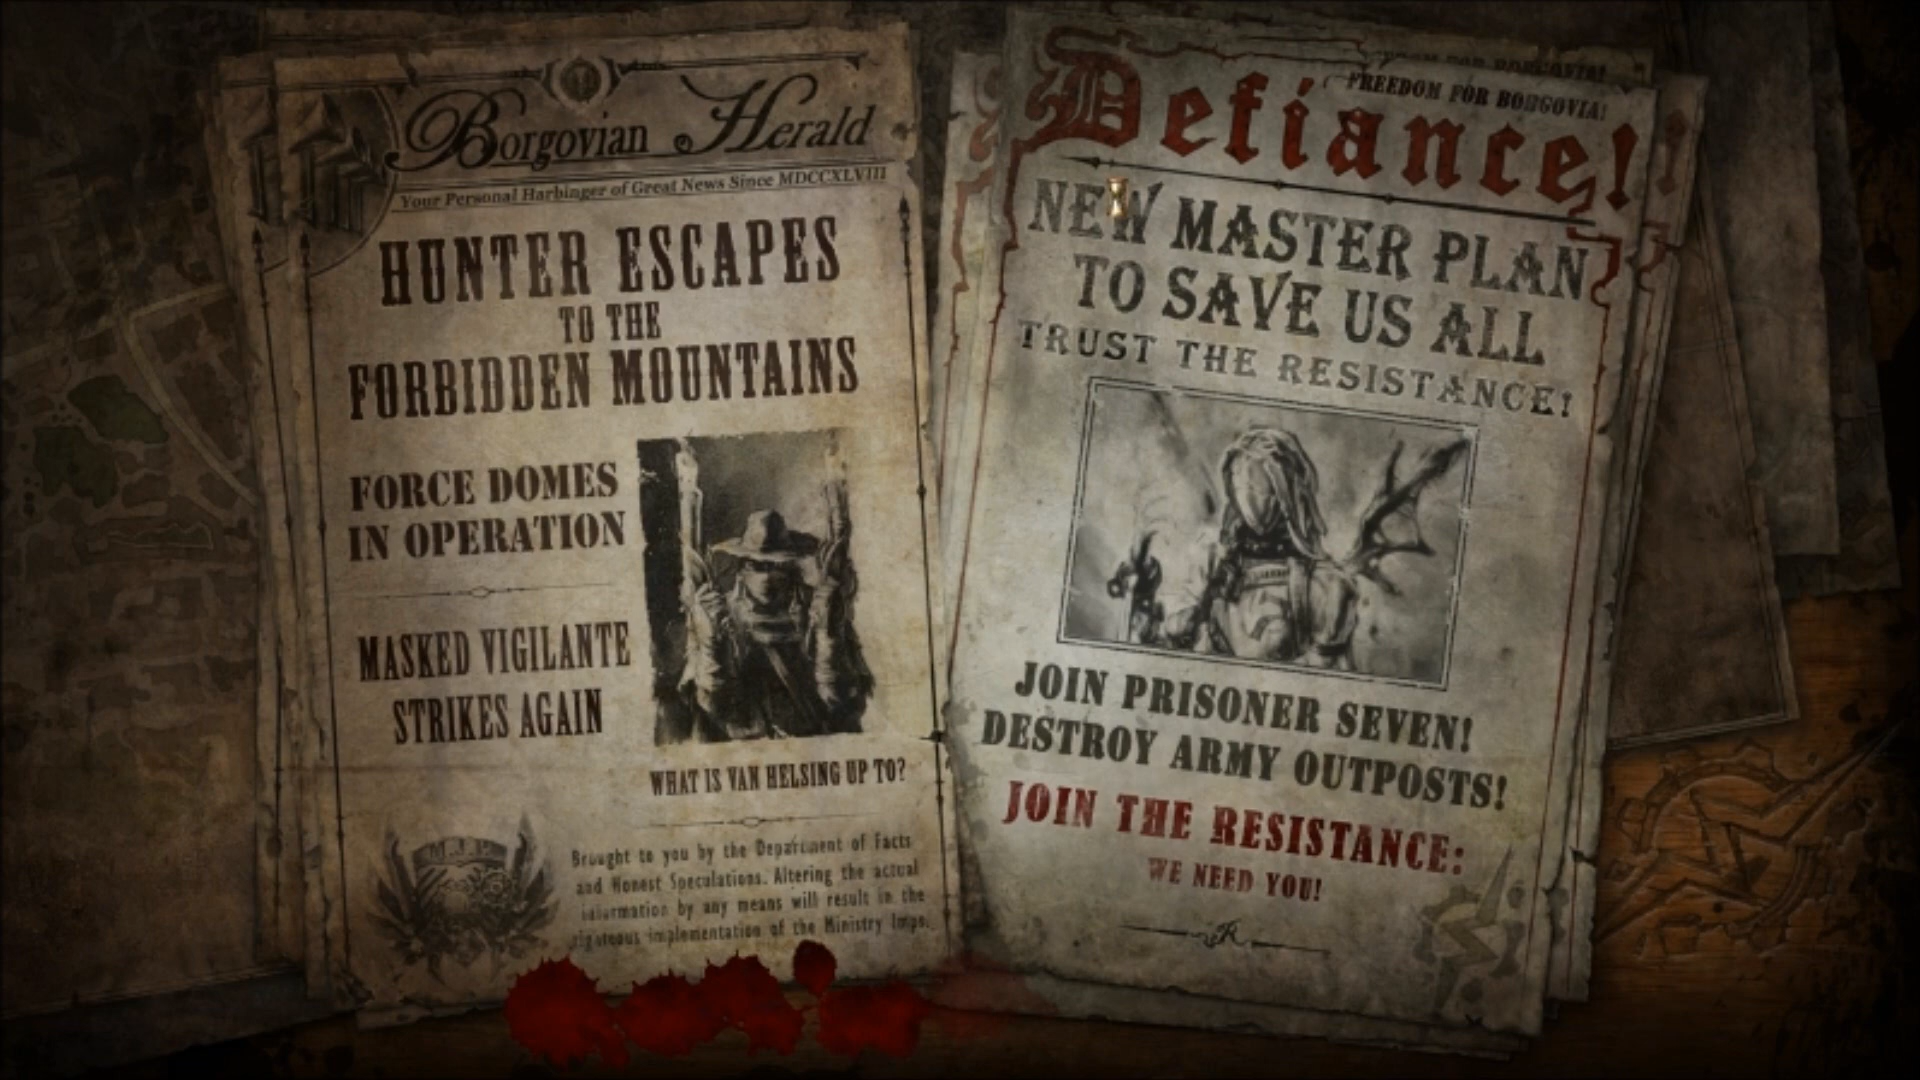 Borgovian Herald
Your Personal Harbinger of Great News Since MDCCXLVIII
HUNTER ESCAPES
TO THE
FORBIDDEN MOUNTAINS
FORCE DOMES
IN OPERATION
MASKED VIGILANTE
STRIKES AGAIN
WHAT IS VAN HELSING UP TO?
Brought to you by the Department of Facts
and Honest Speculations. Altering the actual
information by any means will result in the
righteous implementation of the Ministry Imps.
FREEDOM FOR BORGOVIA!
Defiance!
NEW MASTER PLAN
TO SAVE US ALL
TRUST THE RESISTANCE!
JOIN PRISONER SEVEN!
DESTROY ARMY OUTPOSTS!
JOIN THE RESISTANCE:
WE NEED YOU!
R